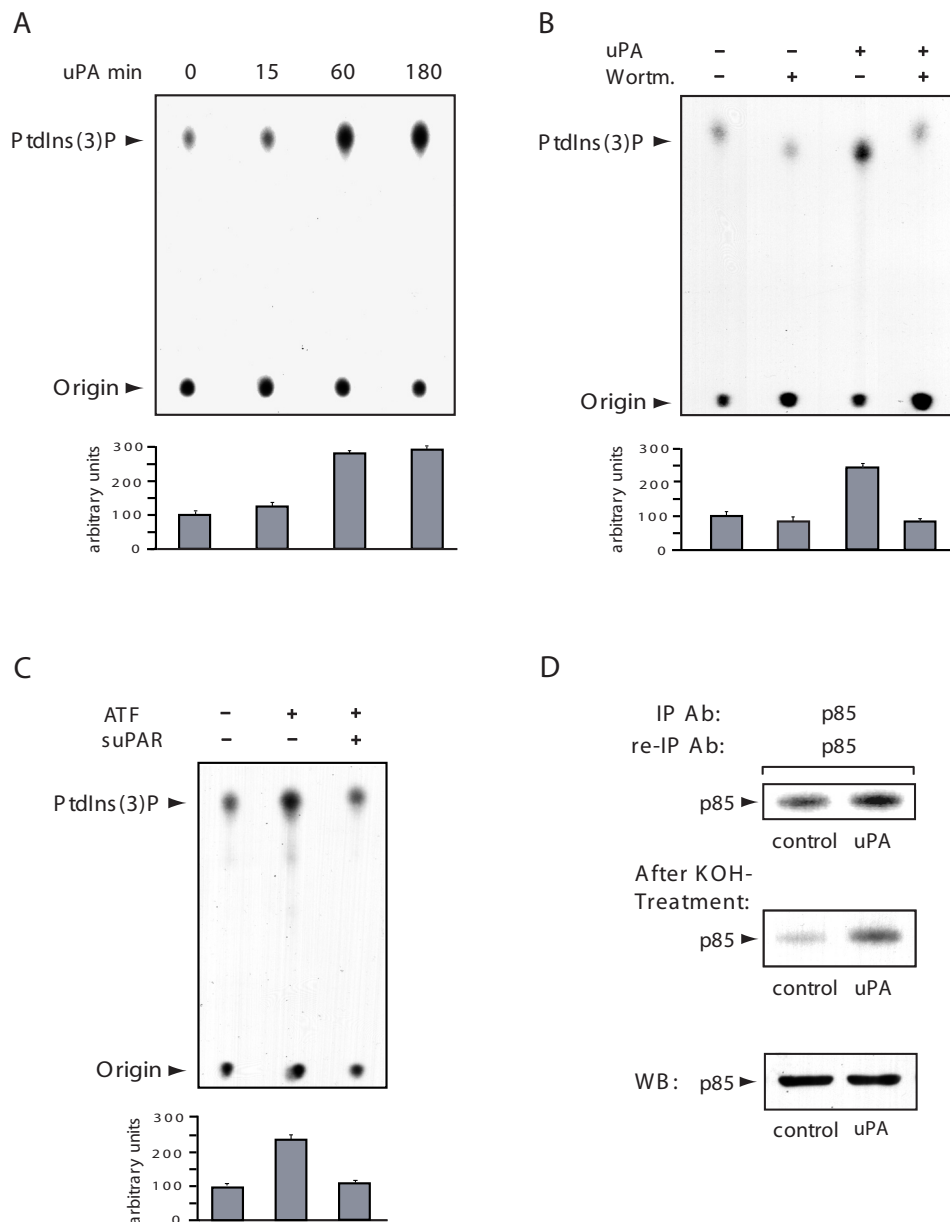 A
uPA min 0 15 60 180
PtdIns(3)P
Origin
arbitrary units
300
200
100
0
B
uPA – – + +
Wortm. – + – +
PtdIns(3)P
Origin
arbitrary units
300
200
100
0
C
ATF – + +
suPAR – – +
PtdIns(3)P
Origin
arbitrary units
300
200
100
0
D
IP Ab: p85
re-IP Ab: p85
p85
control uPA
After KOH-
Treatment:
p85
control uPA
WB: p85
control uPA